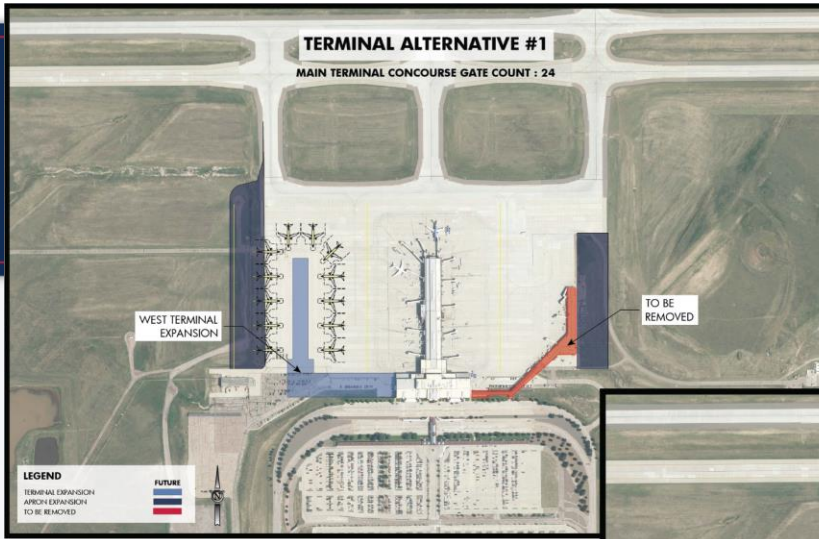 TERMINAL ALTERNATIVE #1
MAIN TERMINAL CONCOURSE GATE COUNT : 24
WEST TERMINAL
EXPANSION
TO BE
REMOVED
LEGEND
FUTURE
TERMINAL EXPANSION
APRON EXPANSION
TO BE REMOVED